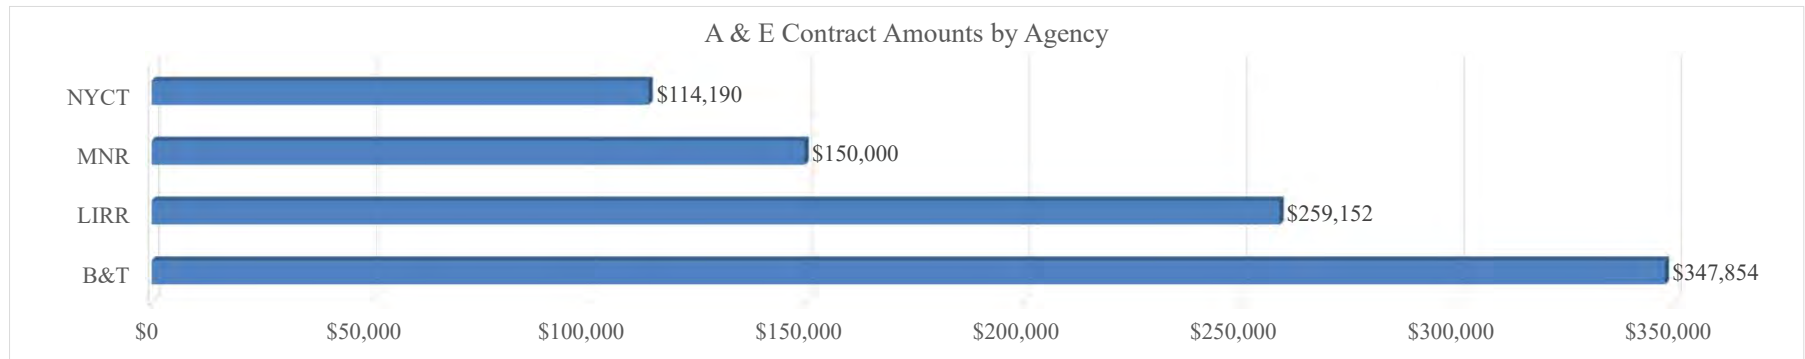 A & E Contract Amounts by Agency
NYCT $114,190
MNR $150,000
LIRR $259,152
B&T $347,854
$0 $50,000 $100,000 $150,000 $200,000 $250,000 $300,000 $350,000